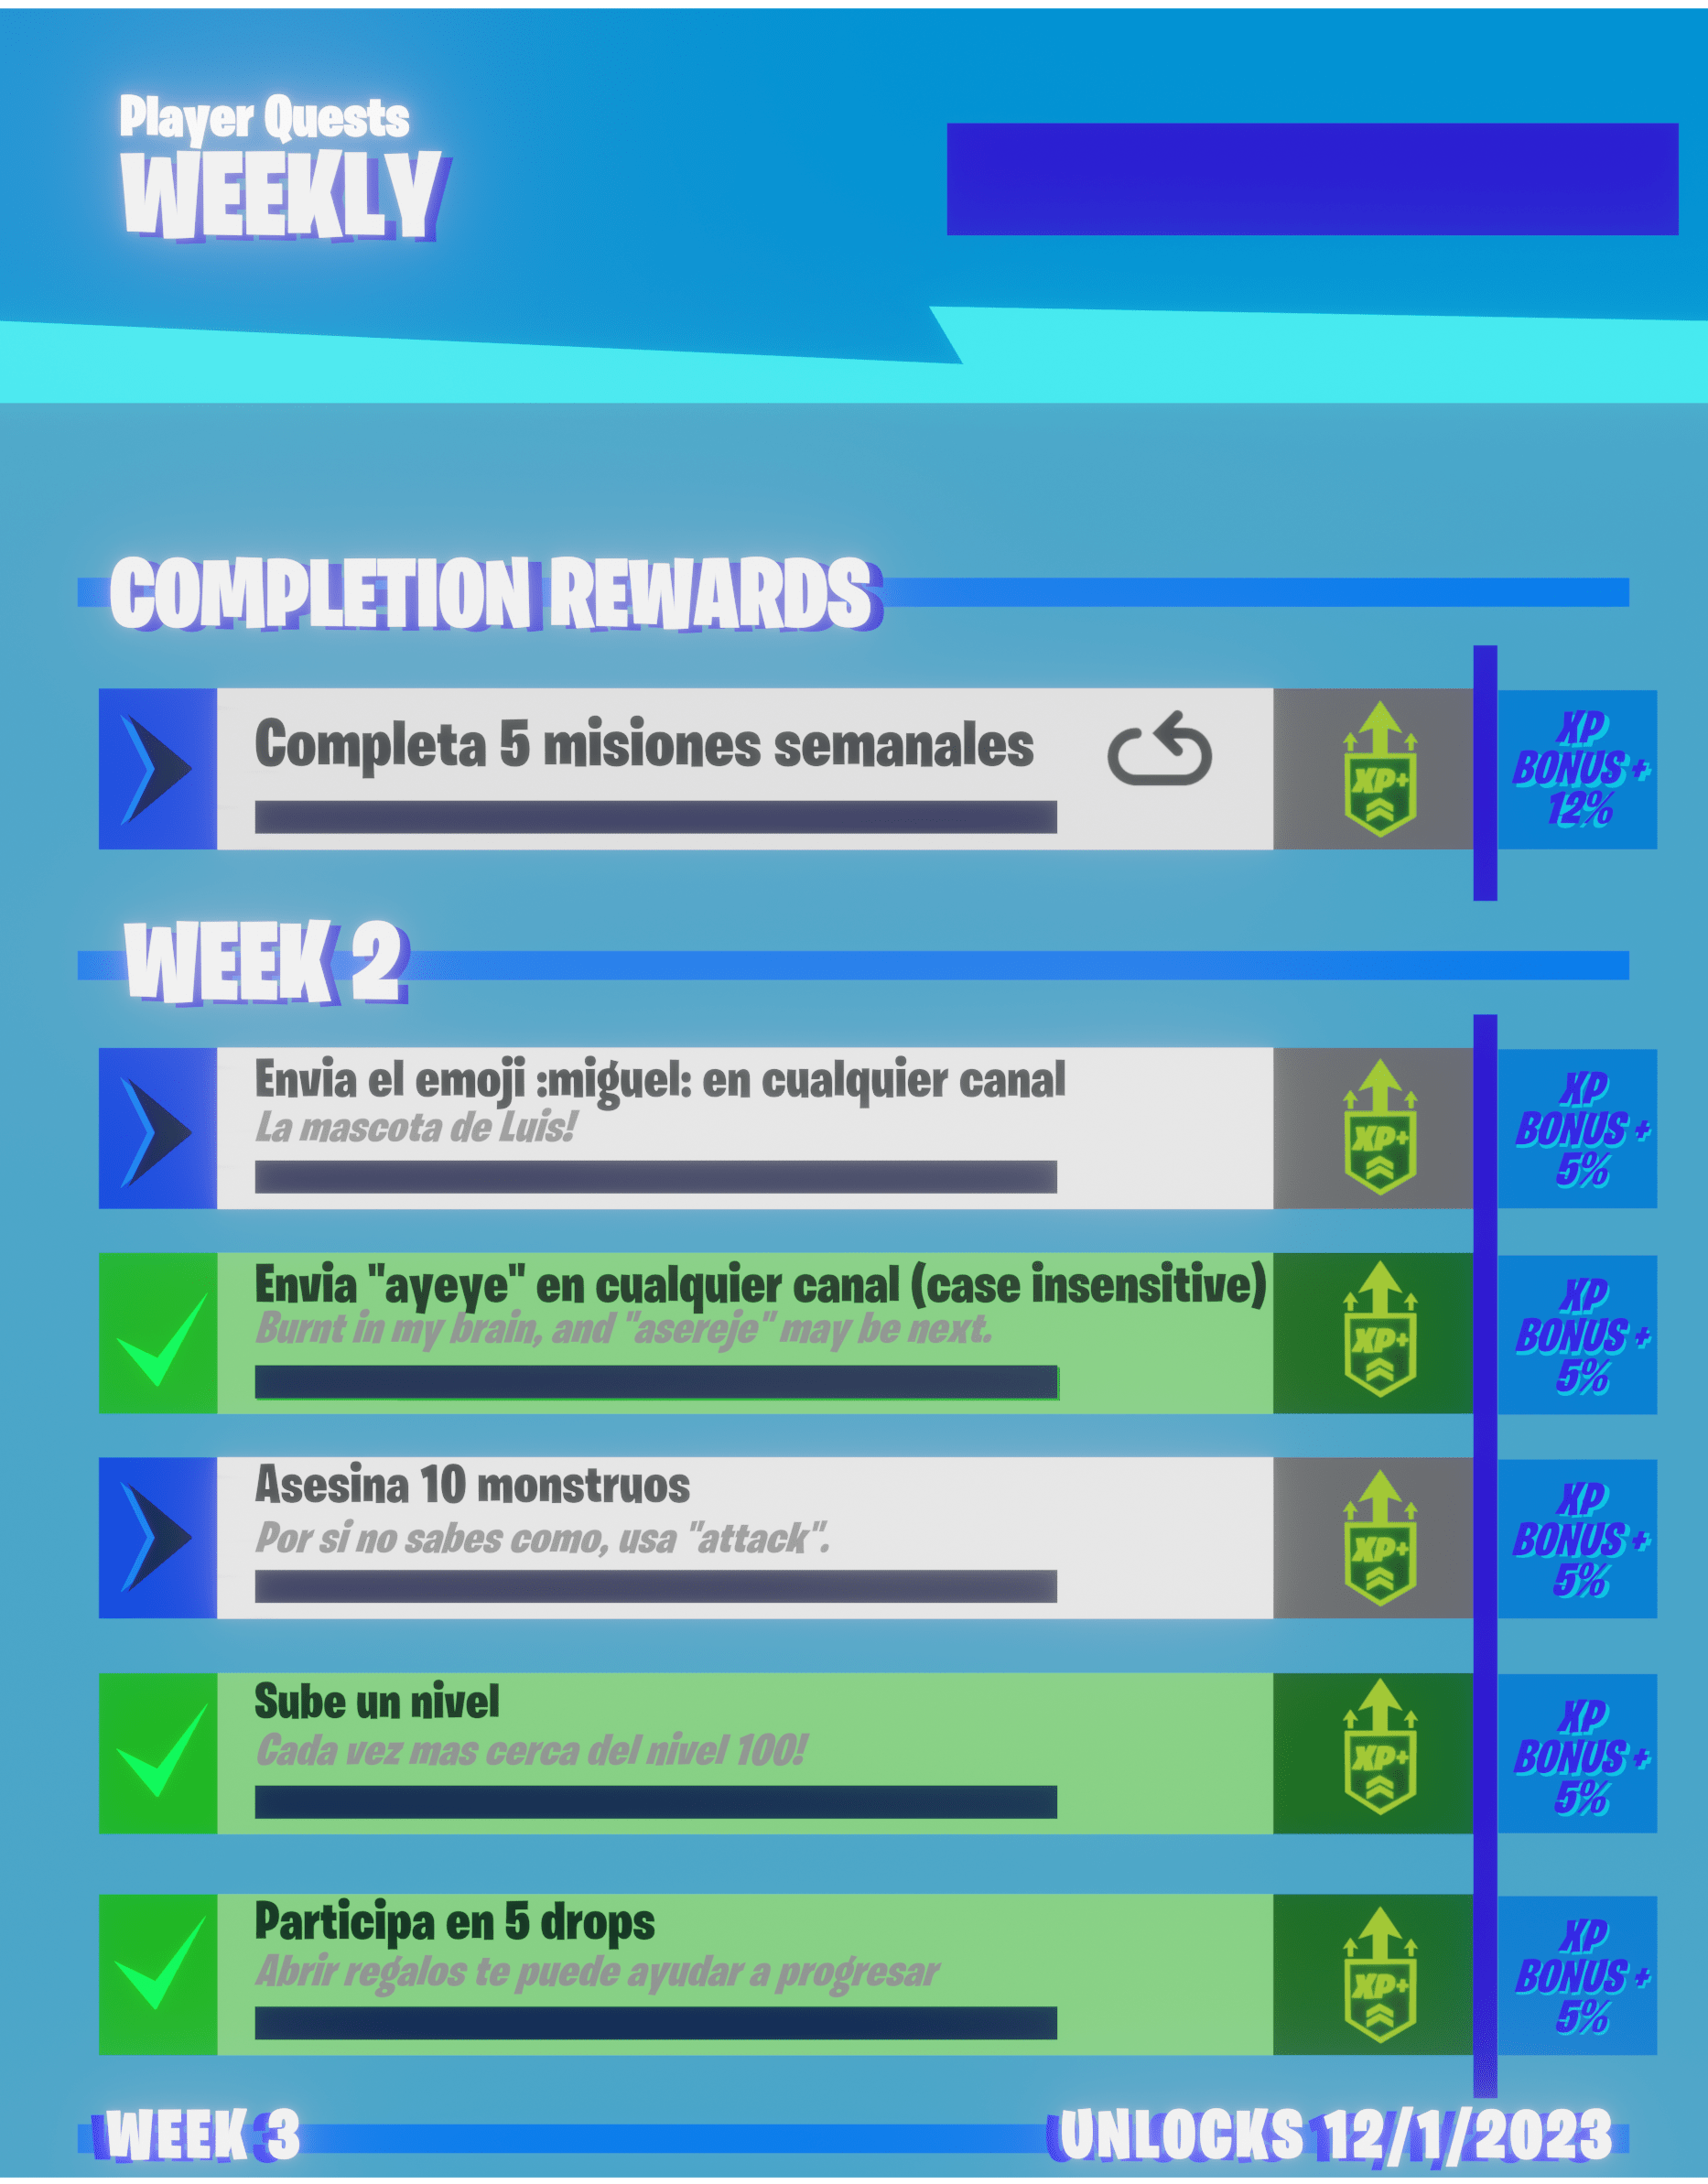 Player Quests
WEEKLY
COMPLETION REWARDS
Completa 5 misiones semanales
XP+
XP
BONUS +
12%
WEEK 2
Envia el emoji :miguel: en cualquier canal
La mascota de Luis!
XP+
XP
BONUS +
5%
Envia "ayeye" en cualquier canal (case insensitive)
Burnt in my brain, and "asereje" may be next.
XP+
XP
BONUS +
5%
Asesina 10 monstruos
Por si no sabes como, usa "attack".
XP+
XP
BONUS +
5%
Sube un nivel
Cada vez mas cerca del nivel 100!
XP+
XP
BONUS +
5%
Participa en 5 drops
Abrir regalos te puede ayudar a progresar
XP+
XP
BONUS +
5%
WEEK 3
UNLOCKS 12/1/2023